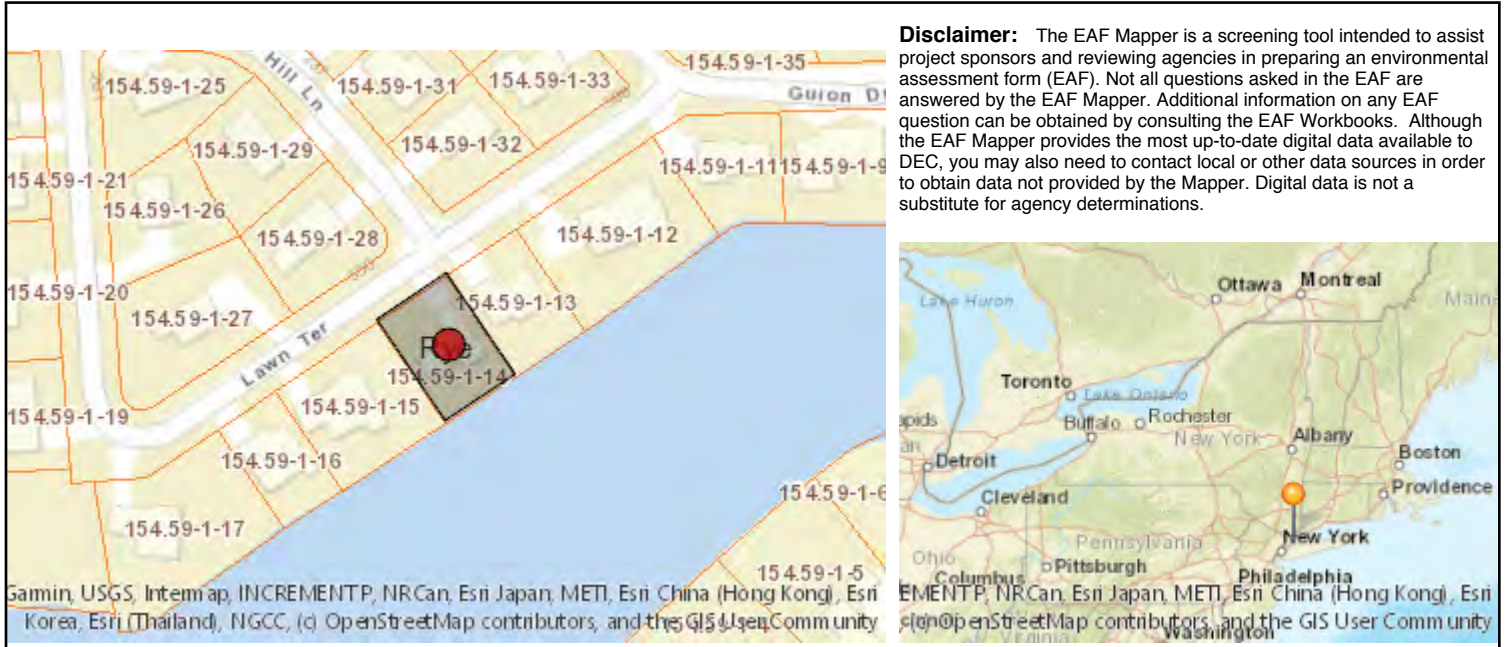 Disclaimer: The EAF Mapper is a screening tool intended to assist
project sponsors and reviewing agencies in preparing an environmental
assessment form (EAF). Not all questions asked in the EAF are
answered by the EAF Mapper. Additional information on any EAF
question can be obtained by consulting the EAF Workbooks. Although
the EAF Mapper provides the most up-to-date digital data available to
DEC, you may also need to contact local or other data sources in order
to obtain data not provided by the Mapper. Digital data is not a
substitute for agency determinations.
154.59-1-35
Hill Ln
154.59-1-25
154.59-1-31
154.59-1-33
Guion
154.59-1-29
154.59-1-32
154.59-1-21
154.59-1-11
154.59-1-9
154.59-1-26
154.59-1-28
154.59-1-12
154.59-1-20
154.59-1-13
154.59-1-27
Lawn Ter
154.59-1-14
154.59-1-15
154.59-1-19
154.59-1-16
154.59-1-6
154.59-1-17
154.59-1-5
Garmin, USGS, Intermap, INCREMENT P, NRCan, Esri Japan, METI, Esri China (Hong Kong), Esri
Korea, Esri (Thailand), NGCC, (c) OpenStreetMap contributors, and the GIS User Community
Ottawa
Montreal
Lake Huron
Maine
Toronto
Lake Ontario
apids
Buffalo
Rochester
New York
Albany
Boston
Detroit
Providence
Cleveland
New York
Pennsylvania
Ohio
Pittsburgh
Columbus
Philadelphia
EMENT P, NRCan, Esri Japan, METI, Esri China (Hong Kong), Esri
(c) OpenStreetMap contributors, and the GIS User Community
Virginia
Washington